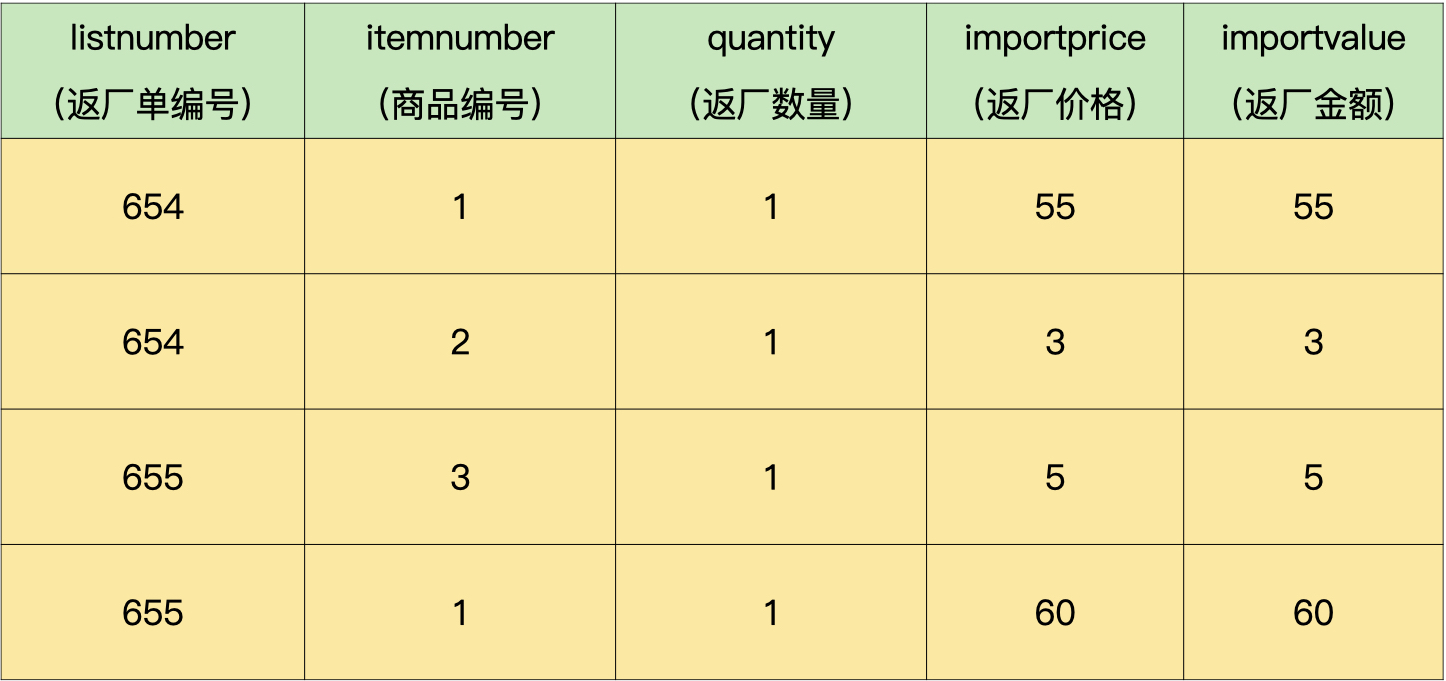 listnumber itemnumber quantity importprice importvalue
（返厂单编号） （商品编号） （返厂数量） （返厂价格） （返厂金额）
654 1 1 55 55
654 2 1 3 3
655 3 1 5 5
655 1 1 60 60